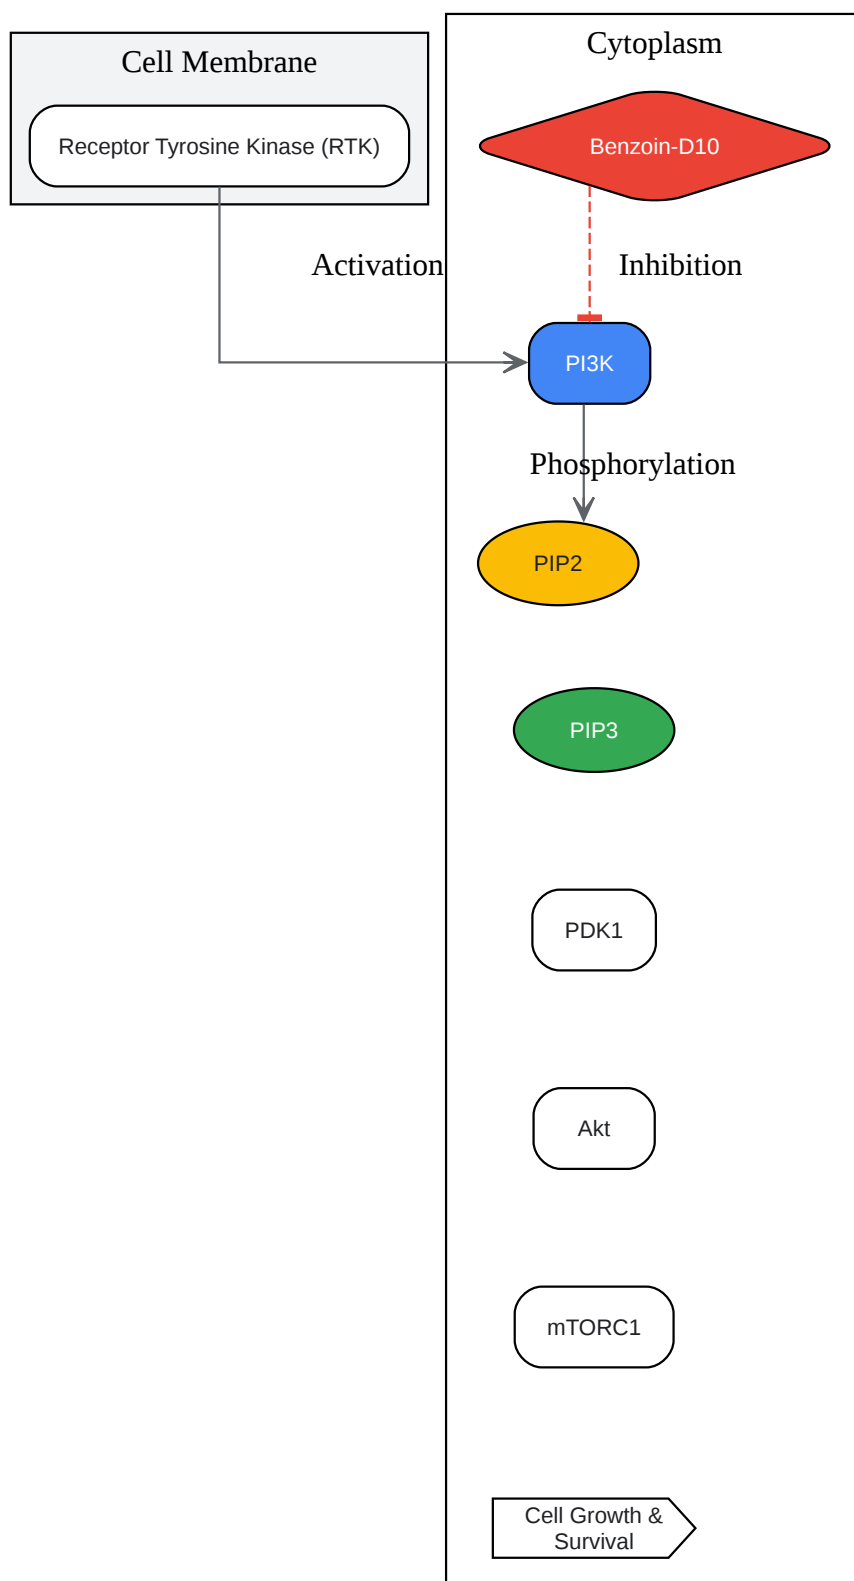 Cell Membrane
Receptor Tyrosine Kinase (RTK)
Cytoplasm
Benzoin-D10
Activation
Inhibition
PI3K
Phosphorylation
PIP2
PIP3
PDK1
Akt
mTORC1
Cell Growth &
Survival